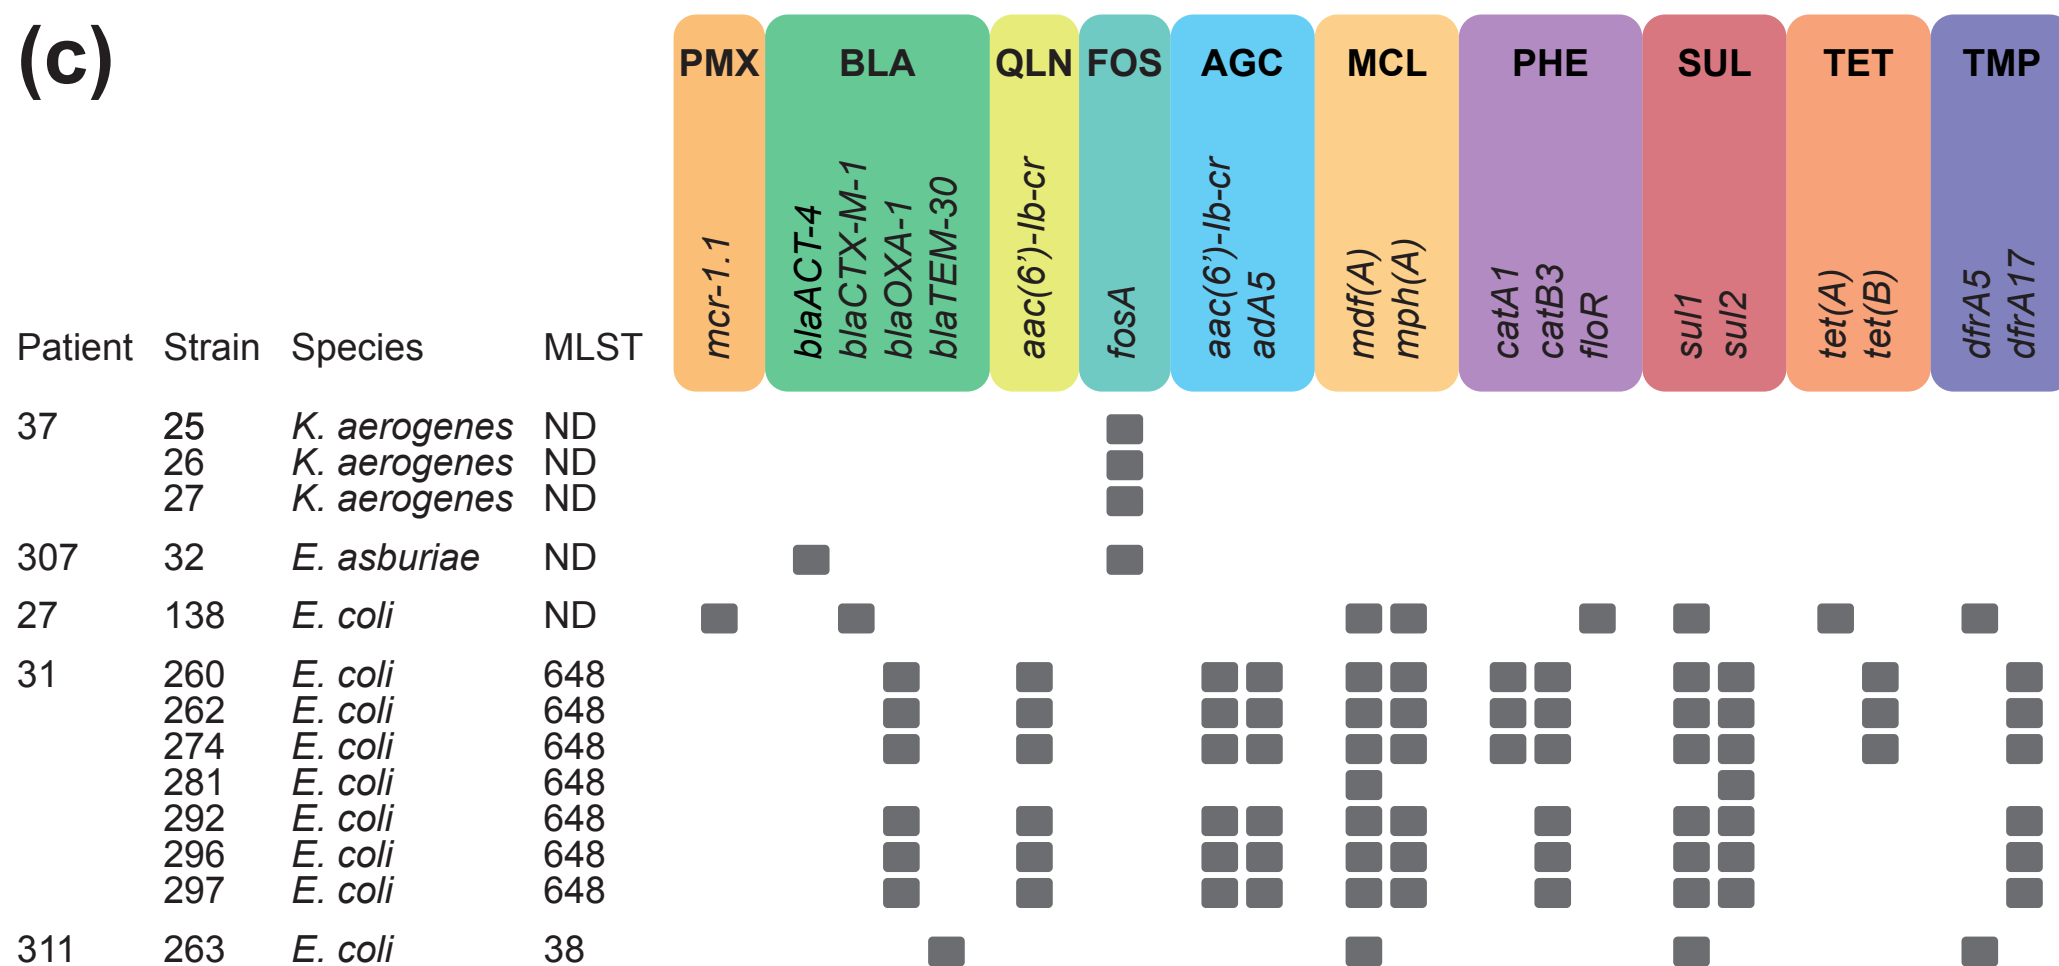 (c)
PMX BLA QLN FOS AGC MCL PHE SUL TET TMP
mcr-1.1 blaACT-4 blaCTX-M-1 blaOXA-1 blaTEM-30 aac(6’)-Ib-cr fosA aac(6’)-Ib-cr adA5 mdf(A) mph(A) catA1 catB3 floR sul1 sul2 tet(A) tet(B) dfrA5 dfrA17
Patient Strain Species MLST
37 25 K. aerogenes ND
26 K. aerogenes ND
27 K. aerogenes ND
307 32 E. asburiae ND
27 138 E. coli ND
31 260 E. coli 648
262 E. coli 648
274 E. coli 648
281 E. coli 648
292 E. coli 648
296 E. coli 648
297 E. coli 648
311 263 E. coli 38